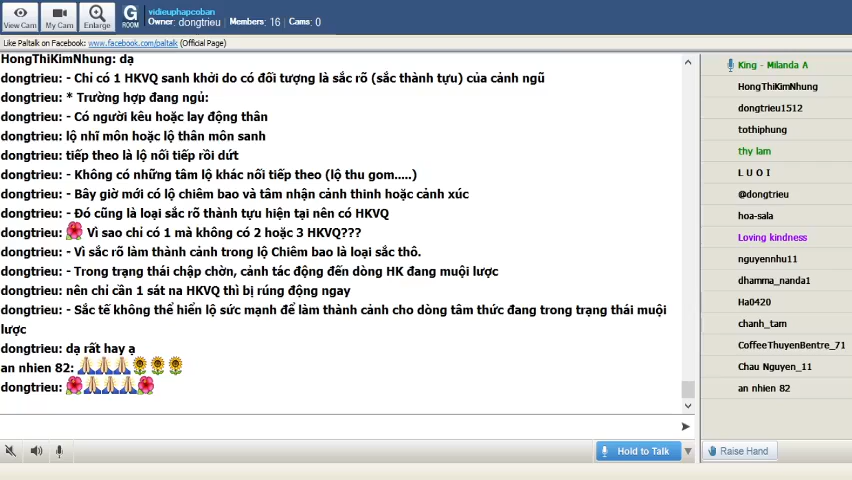 View Cam
My Cam
Enlarge
G
ROOM
vidieuphapcoban
Owner: dongtrieu Members: 16 Cams: 0
Like Paltalk on Facebook: www.facebook.com/paltalk (Official Page)
HongThiKimNhung: dạ
dongtrieu: - Chỉ có 1 HKVQ sanh khởi do có đối tượng là sắc rõ (sắc thành tựu) của cảnh ngũ
dongtrieu: * Trường hợp đang ngủ:
dongtrieu: - Có người kêu hoặc lay động thân
dongtrieu: lộ nhĩ môn hoặc lộ thân môn sanh
dongtrieu: tiếp theo là lộ nối tiếp rồi dứt
dongtrieu: - Không có những tâm lộ khác nối tiếp theo (lộ thu gom.....)
dongtrieu: - Bây giờ mới có lộ chiêm bao và tâm nhận cảnh thinh hoặc cảnh xúc
dongtrieu: - Đó cũng là loại sắc rõ thành tựu hiện tại nên có HKVQ
dongtrieu: Vì sao chỉ có 1 mà không có 2 hoặc 3 HKVQ???
dongtrieu: - Vì sắc rõ làm thành cảnh trong lộ Chiêm bao là loại sắc thô.
dongtrieu: - Trong trạng thái chập chờn, cảnh tác động đến dòng HK đang muội lược
dongtrieu: nên chỉ cần 1 sát na HKVQ thì bị rúng động ngay
dongtrieu: - Sắc tế không thể hiển lộ sức mạnh để làm thành cảnh cho dòng tâm thức đang trong trạng thái muội
lược
dongtrieu: dạ rất hay ạ
an nhien 82:
dongtrieu:
Hold to Talk
King - Milanda A
HongThiKimNhung
dongtrieu1512
tothiphung
thy lam
L U O I
@dongtrieu
hoa-sala
Loving kindness
nguyennhu11
dhamma_nanda1
Ha0420
chanh_tam
CoffeeThuyenBentre_71
Chau Nguyen_11
an nhien 82
Raise Hand